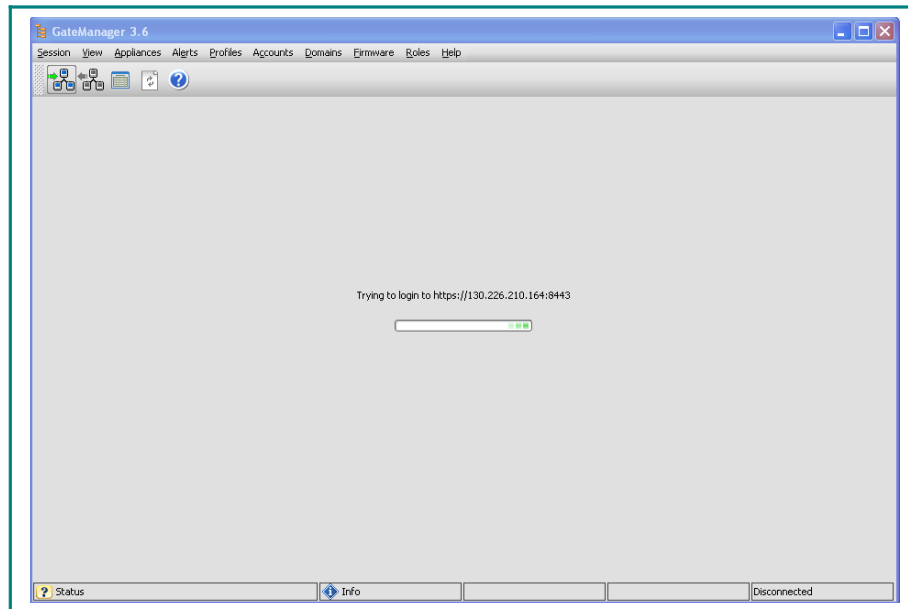 GateManager 3.6
Session View Appliances Alerts Profiles Accounts Domains Firmware Roles Help
Trying to login to https://130.226.210.164:8443
Status Info Disconnected